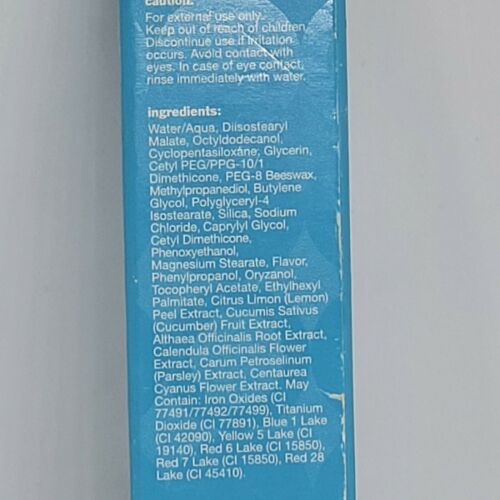 caution:
For external use only.
Keep out of reach of children.
Discontinue use if irritation
occurs. Avoid contact with
eyes. In case of eye contact,
rinse immediately with water.
ingredients:
Water/Aqua, Diisostearyl
Malate, Octyldodecanol,
Cyclopentasiloxane, Glycerin,
Cetyl PEG/PPG-10/1
Dimethicone, PEG-8 Beeswax,
Methylpropanediol, Butylene
Glycol, Polyglyceryl-4
Isostearate, Silica, Sodium
Chloride, Caprylyl Glycol,
Cetyl Dimethicone,
Phenoxyethanol,
Magnesium Stearate, Flavor,
Phenylpropanol, Oryzanol,
Tocopheryl Acetate, Ethylhexyl
Palmitate, Citrus Limon (Lemon)
Peel Extract, Cucumis Sativus
(Cucumber) Fruit Extract,
Althaea Officinalis Root Extract,
Calendula Officinalis Flower
Extract, Carum Petroselinum
(Parsley) Extract, Centaurea
Cyanus Flower Extract. May
Contain: Iron Oxides (CI
77491/77492/77499), Titanium
Dioxide (CI 77891), Blue 1 Lake
(CI 42090), Yellow 5 Lake (CI
19140), Red 6 Lake (CI 15850),
Red 7 Lake (CI 15850), Red 28
Lake (CI 45410).